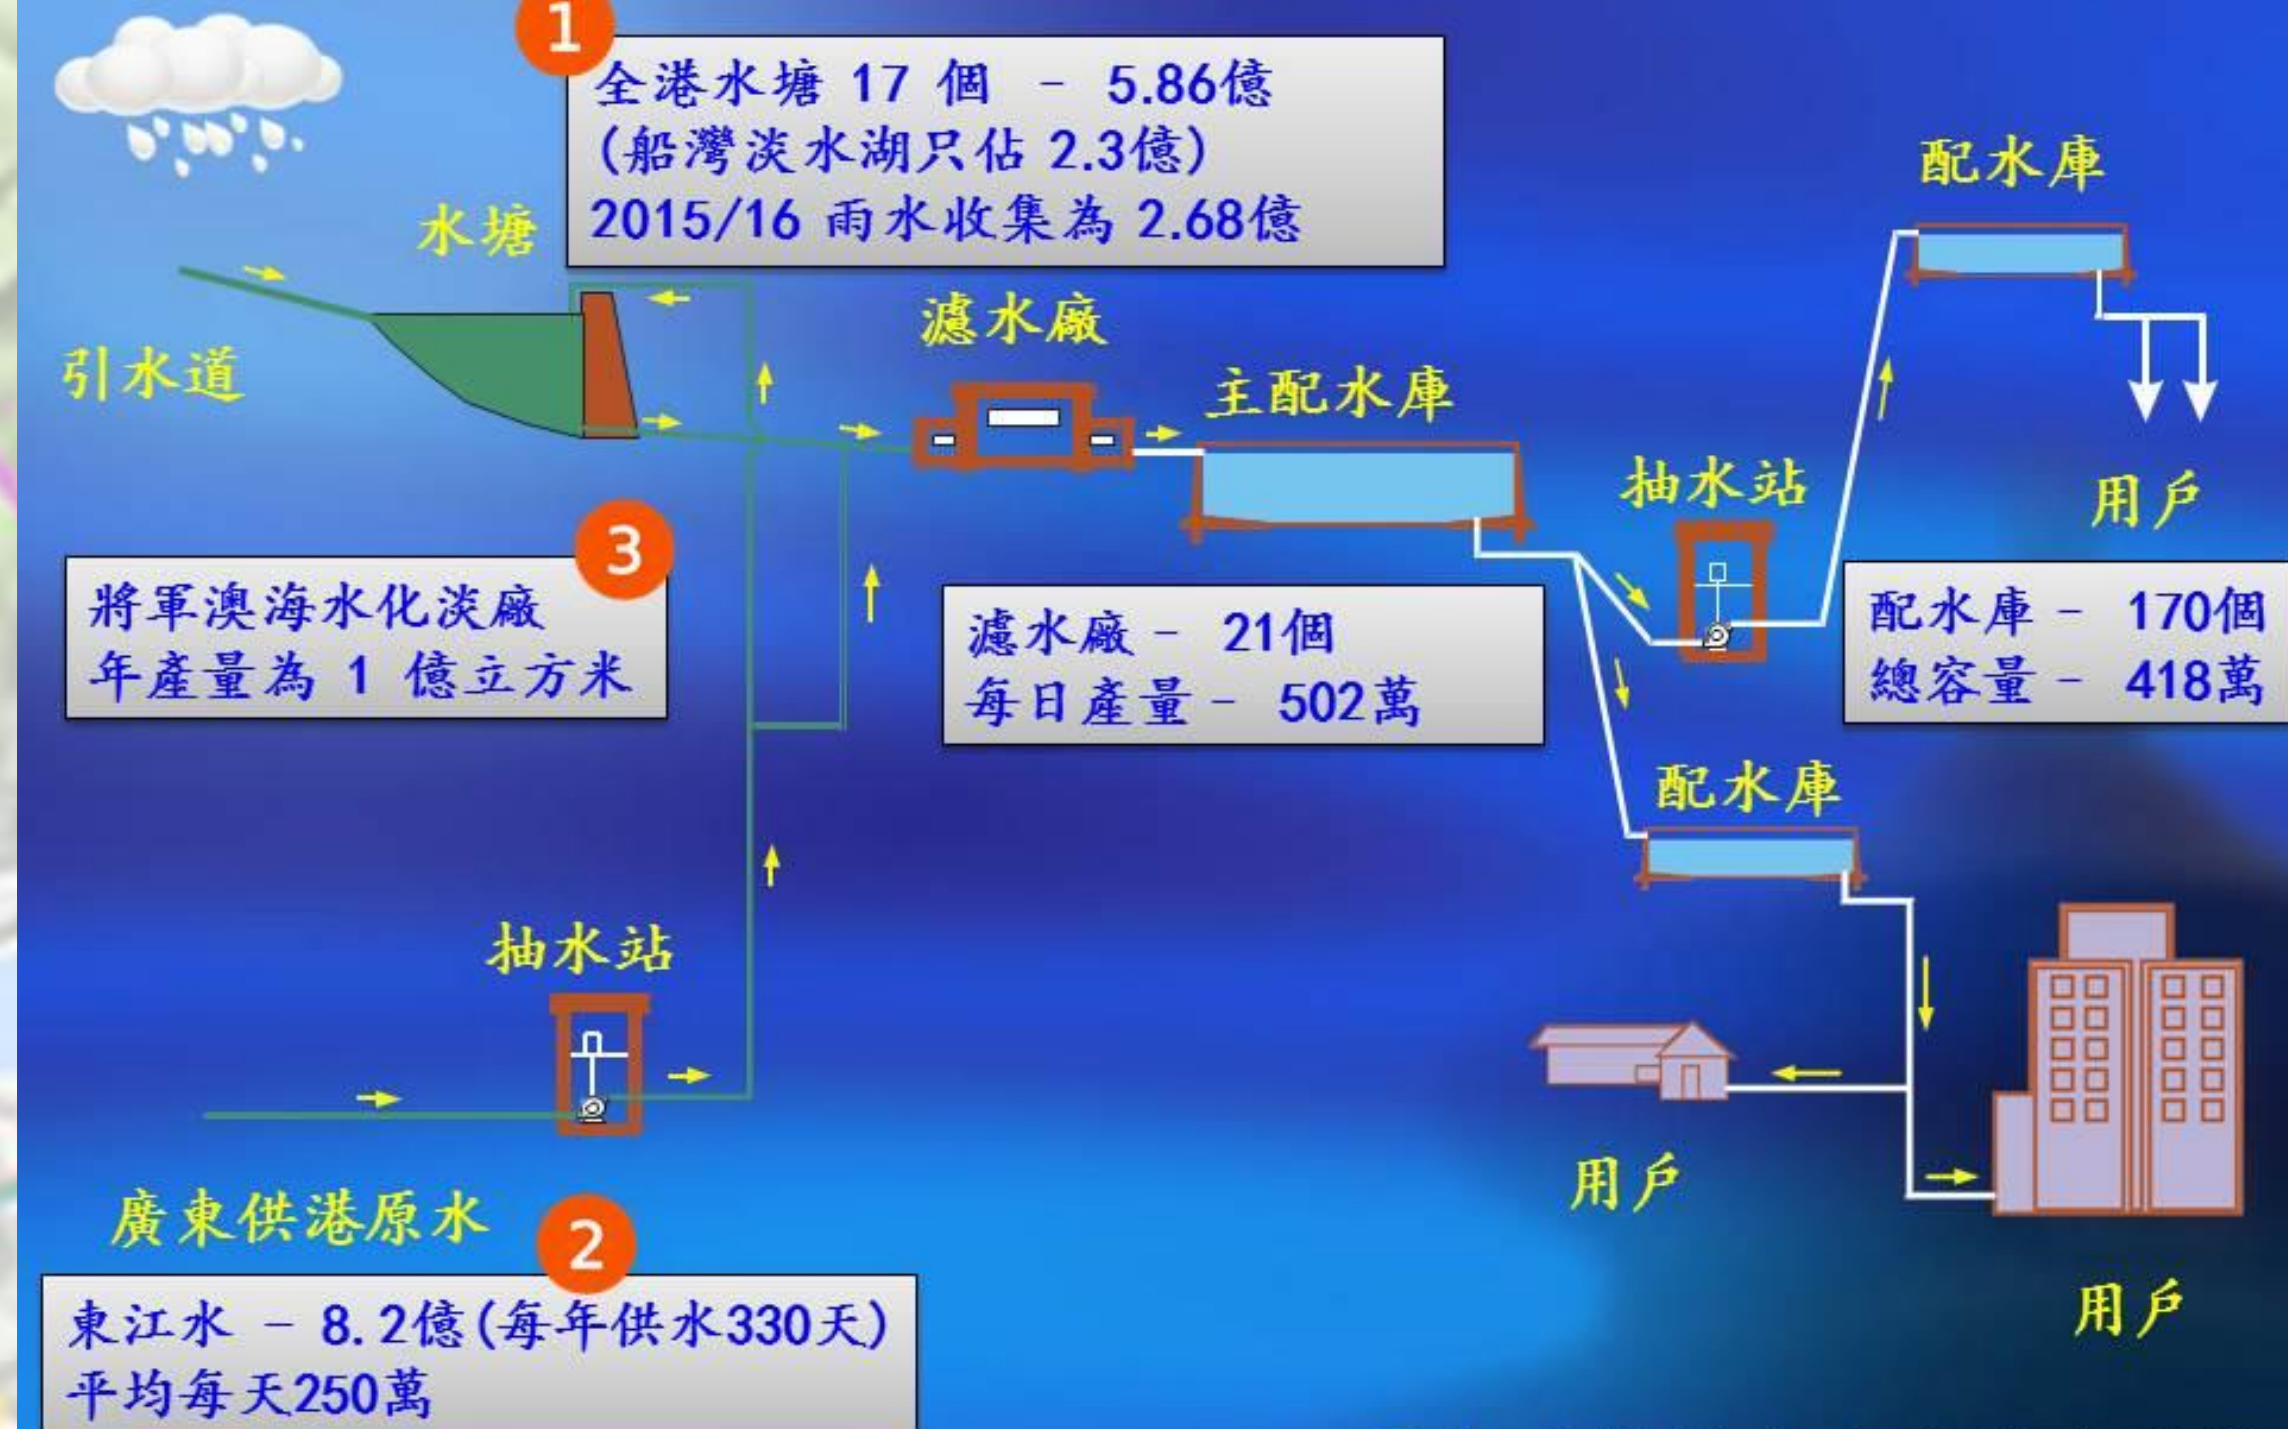 1
全港水塘 17 個 - 5.86億
(船灣淡水湖只佔 2.3億)
2015/16 雨水收集為 2.68億
配水庫
水塘
濾水廠
引水道
主配水庫
抽水站
用戶
3
將軍澳海水化淡廠
年產量為 1 億立方米
濾水廠 - 21個
每日產量 - 502萬
配水庫 - 170個
總容量 - 418萬
配水庫
抽水站
用戶
廣東供港原水
2
用戶
東江水 - 8.2億(每年供水330天)
平均每天250萬